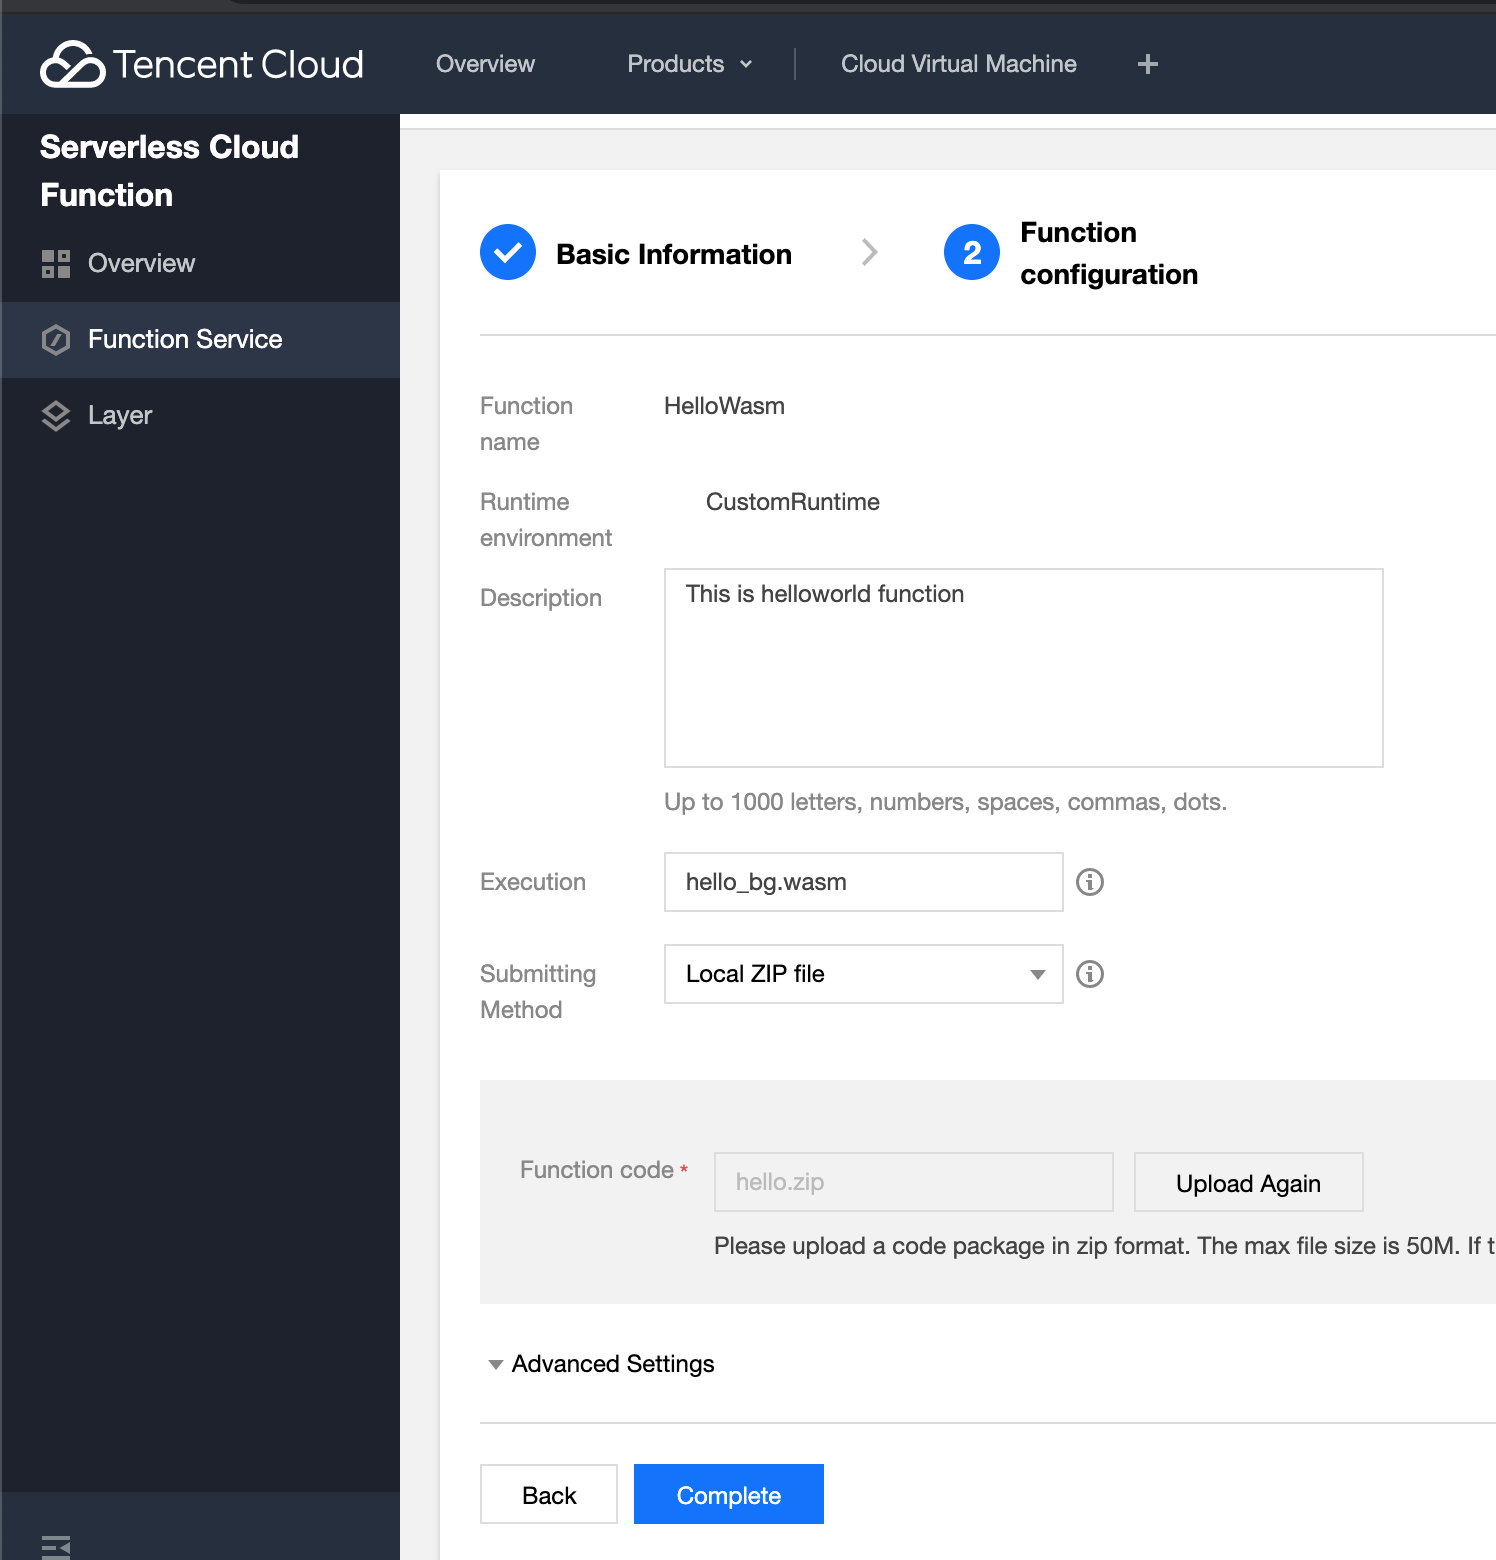 Tencent Cloud
Overview
Products
Cloud Virtual Machine
Serverless Cloud
Function
Overview
Function Service
Layer
Basic Information
2
Function
configuration
Function
name
HelloWasm
Runtime
environment
CustomRuntime
Description
This is helloworld function
Up to 1000 letters, numbers, spaces, commas, dots.
Execution
hello_bg.wasm
Submitting
Method
Local ZIP file
Function code *
hello.zip
Upload Again
Please upload a code package in zip format. The max file size is 50M. If t
Advanced Settings
Back
Complete